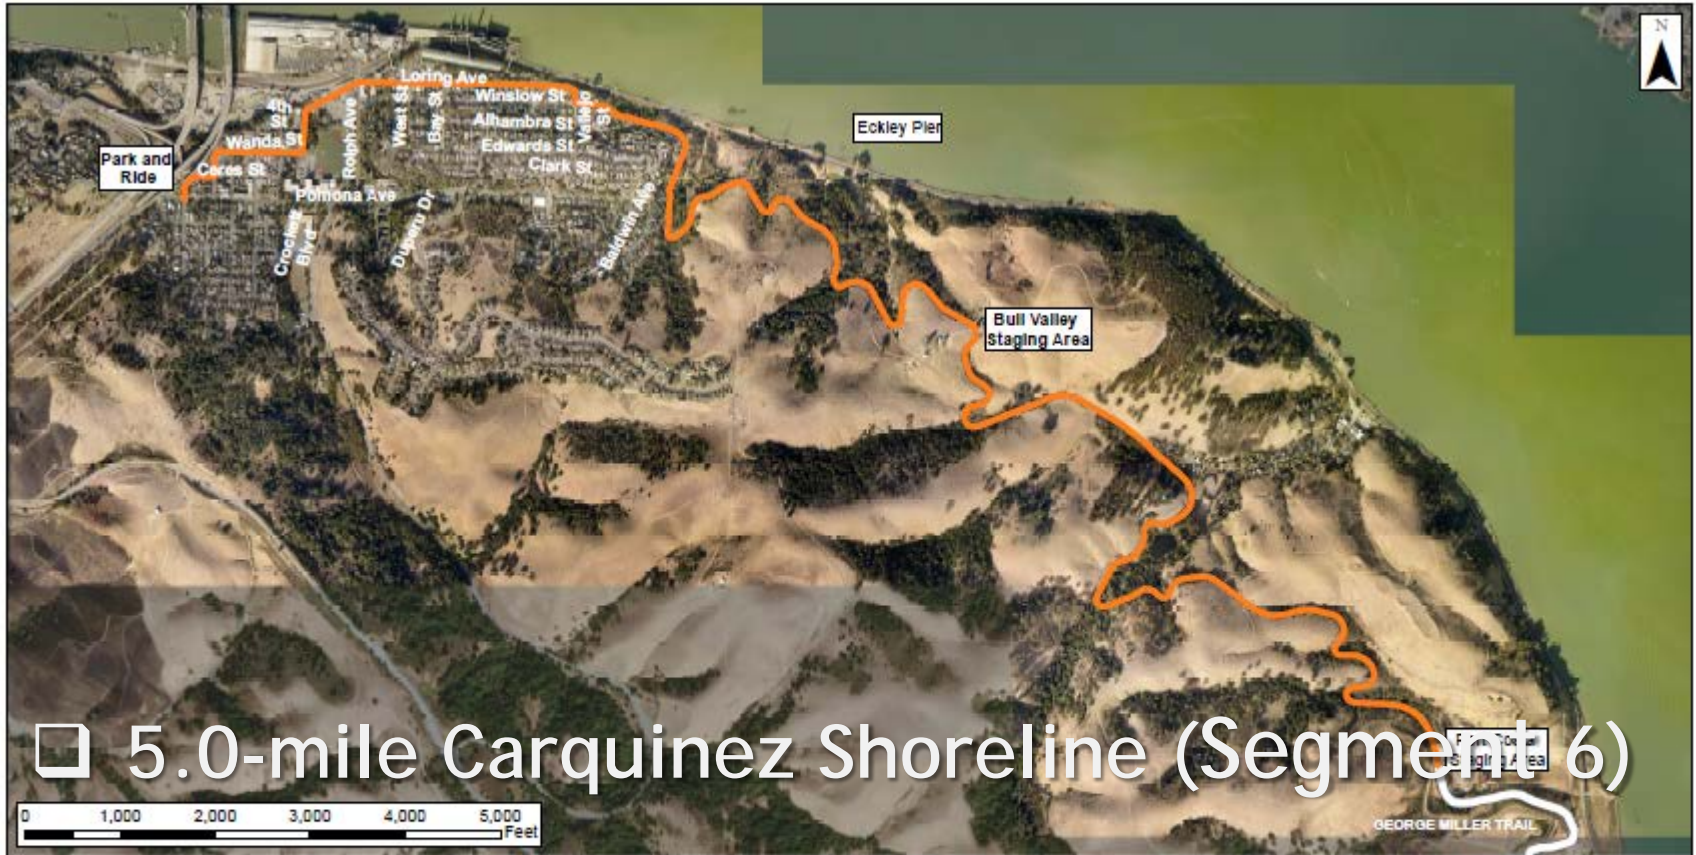 N
Loring Ave
Winslow St
4th
St
Rolph Ave
West St
Bay St
Alhambra St
Vallejo
St
Eckley Pier
Wanda St
Edwards St
Park and
Ride
Ceres St
Clark St
Pomona Ave
Crockett
Blvd
Duperu Dr
Baldwin Ave
Bull Valley
Staging Area
❑ 5.0-mile Carquinez Shoreline (Segment 6)
Staging Area
0 1,000 2,000 3,000 4,000 5,000
Feet
GEORGE MILLER TRAIL